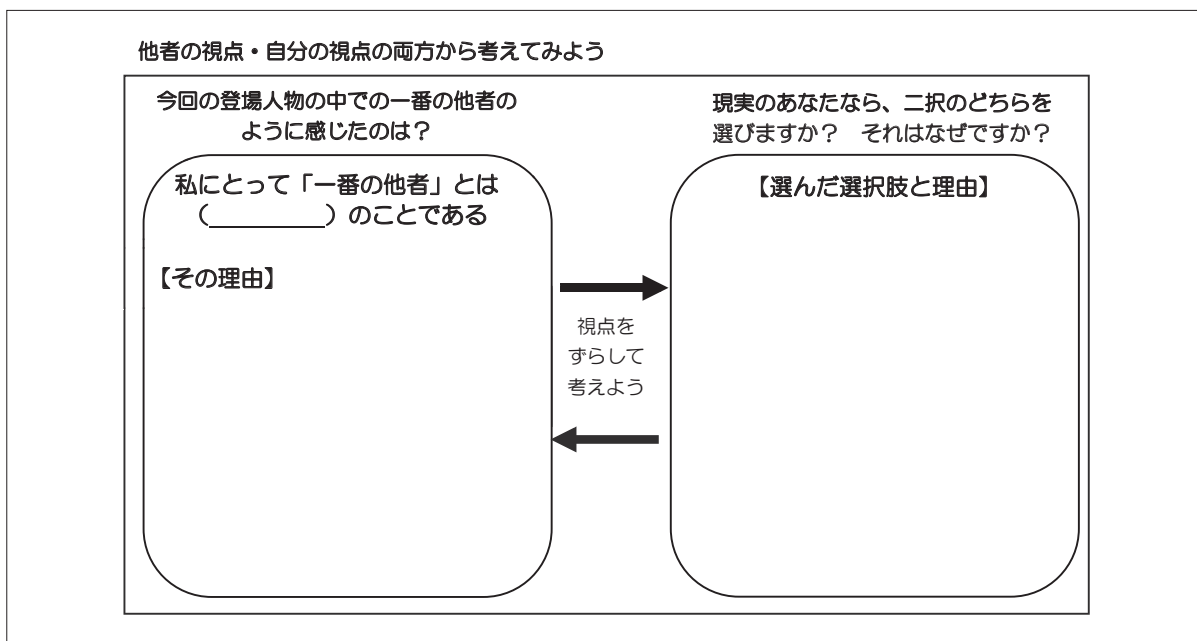 他者の視点・自分の視点の両方から考えてみよう
今回の登場人物の中での一番の他者の
ように感じたのは？
私にとって「一番の他者」とは
（＿＿＿＿＿＿）のことである
【その理由】
視点を
ずらして
考えよう
現実のあなたなら、二択のどちらを
選びますか？　それはなぜですか？
【選んだ選択肢と理由】